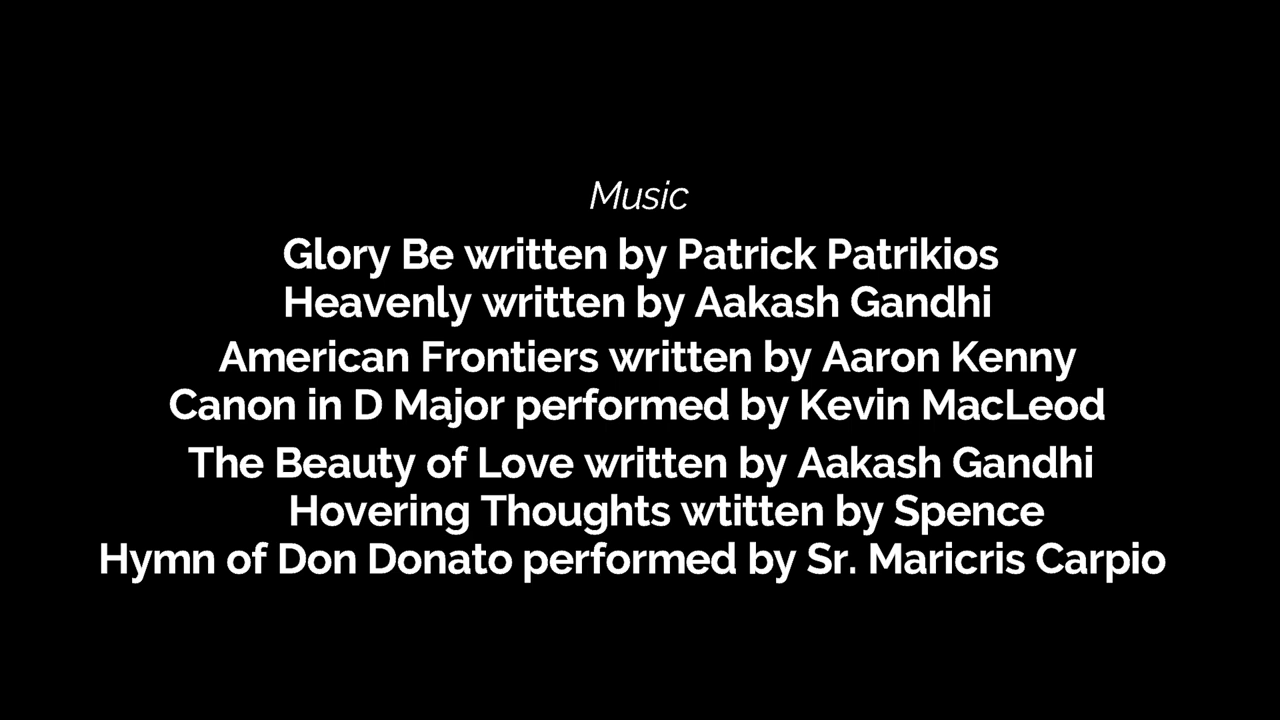 Music
Glory Be written by Patrick Patrikios
Heavenly written by Aakash Gandhi
American Frontiers written by Aaron Kenny
Canon in D Major performed by Kevin MacLeod
The Beauty of Love written by Aakash Gandhi
Hovering Thoughts wtitten by Spence
Hymn of Don Donato performed by Sr. Maricris Carpio